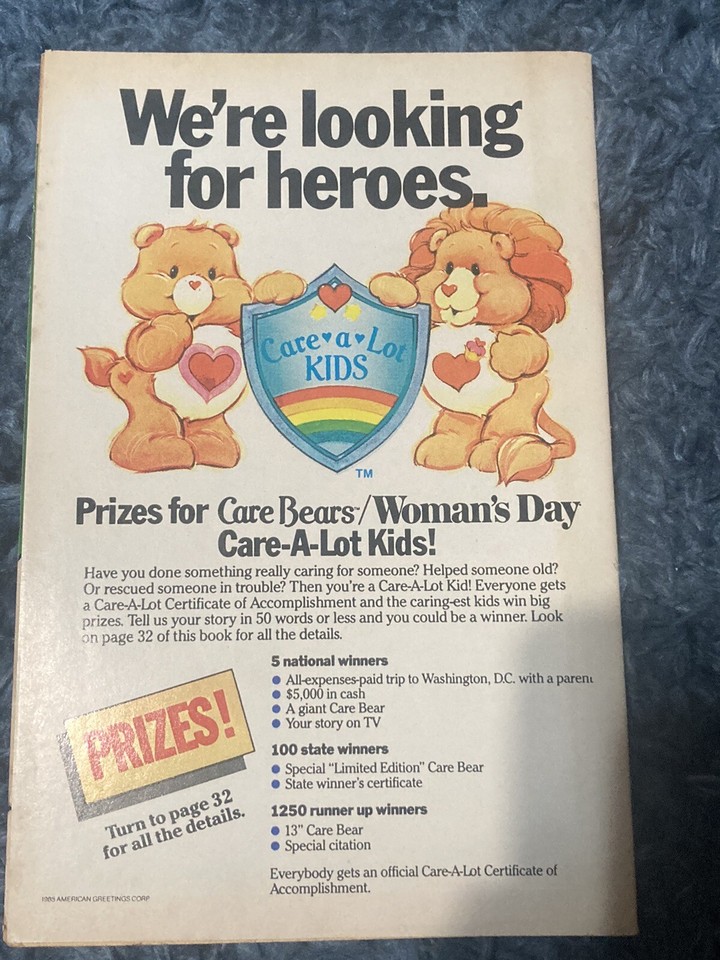 We're looking
for heroes.
Care♥a♥Lot
KIDS
TM
Prizes for Care Bears™/Woman's Day
Care-A-Lot Kids!
Have you done something really caring for someone? Helped someone old?
Or rescued someone in trouble? Then you're a Care-A-Lot Kid! Everyone gets
a Care-A-Lot Certificate of Accomplishment and the caring-est kids win big
prizes. Tell us your story in 50 words or less and you could be a winner. Look
on page 32 of this book for all the details.
5 national winners
● All-expenses-paid trip to Washington, D.C. with a parent
● $5,000 in cash
● A giant Care Bear
● Your story on TV
100 state winners
● Special “Limited Edition” Care Bear
● State winner's certificate
1250 runner up winners
● 13" Care Bear
● Special citation
Everybody gets an official Care-A-Lot Certificate of
Accomplishment.
PRIZES!
Turn to page 32
for all the details.
1985 AMERICAN GREETINGS CORP